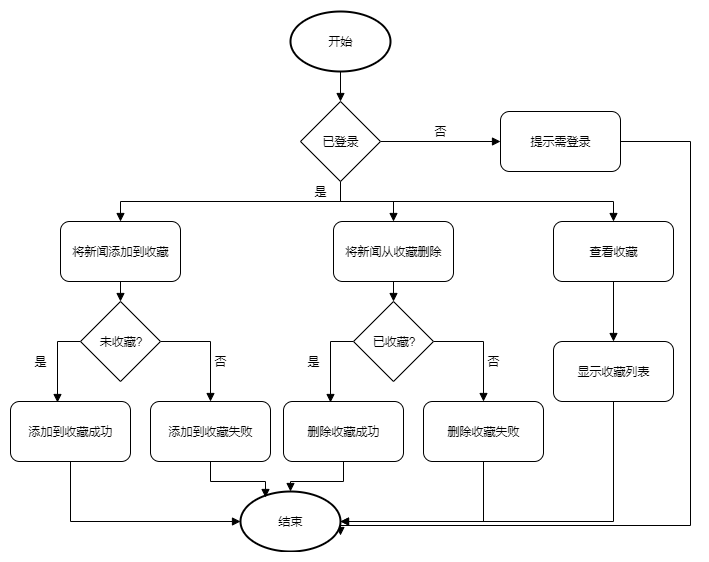 开始
已登录
否
提示需登录
是
将新闻添加到收藏
将新闻从收藏删除
查看收藏
未收藏?
已收藏?
是
否
是
否
显示收藏列表
添加到收藏成功
添加到收藏失败
删除收藏成功
删除收藏失败
结束